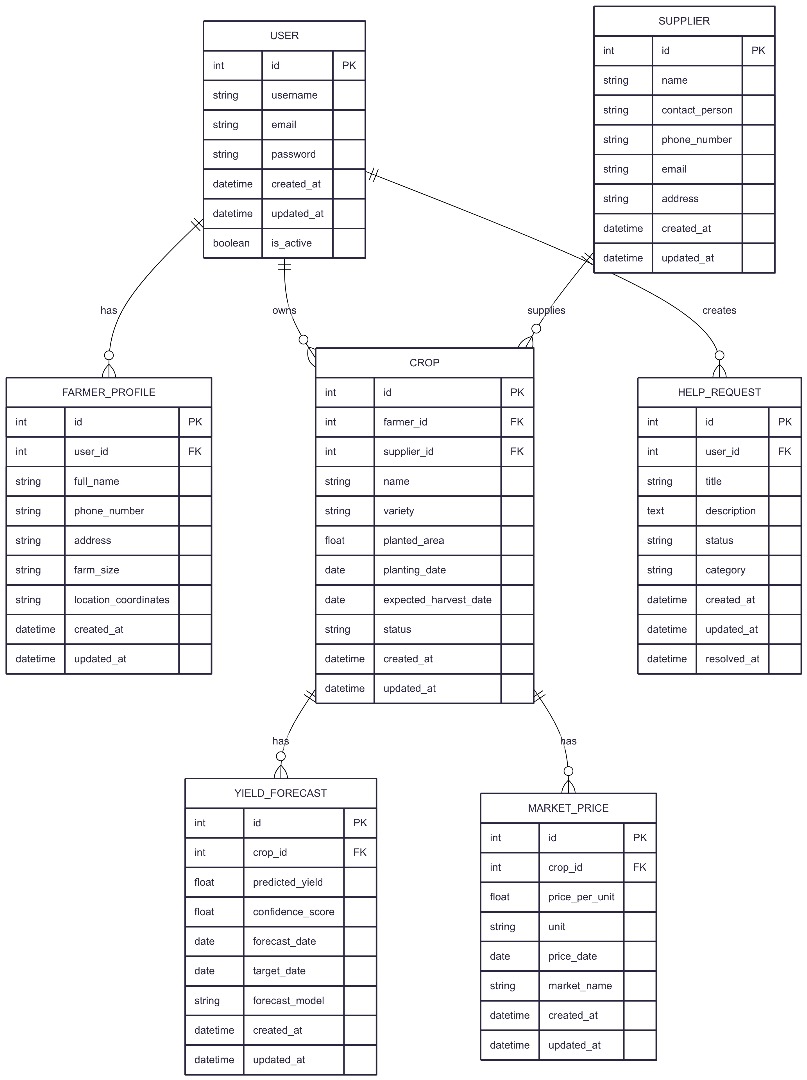 USER
int id PK
string username
string email
string password
datetime created_at
datetime updated_at
boolean is_active
SUPPLIER
int id PK
string name
string contact_person
string phone_number
string email
string address
datetime created_at
datetime updated_at
has
owns
supplies
creates
FARMER_PROFILE
int id PK
int user_id FK
string full_name
string phone_number
string address
string farm_size
string location_coordinates
datetime created_at
datetime updated_at
CROP
int id PK
int farmer_id FK
int supplier_id FK
string name
string variety
float planted_area
date planting_date
date expected_harvest_date
string status
datetime created_at
datetime updated_at
HELP_REQUEST
int id PK
int user_id FK
string title
text description
string status
string category
datetime created_at
datetime updated_at
datetime resolved_at
has
has
YIELD_FORECAST
int id PK
int crop_id FK
float predicted_yield
float confidence_score
date forecast_date
date target_date
string forecast_model
datetime created_at
datetime updated_at
MARKET_PRICE
int id PK
int crop_id FK
float price_per_unit
string unit
date price_date
string market_name
datetime created_at
datetime updated_at